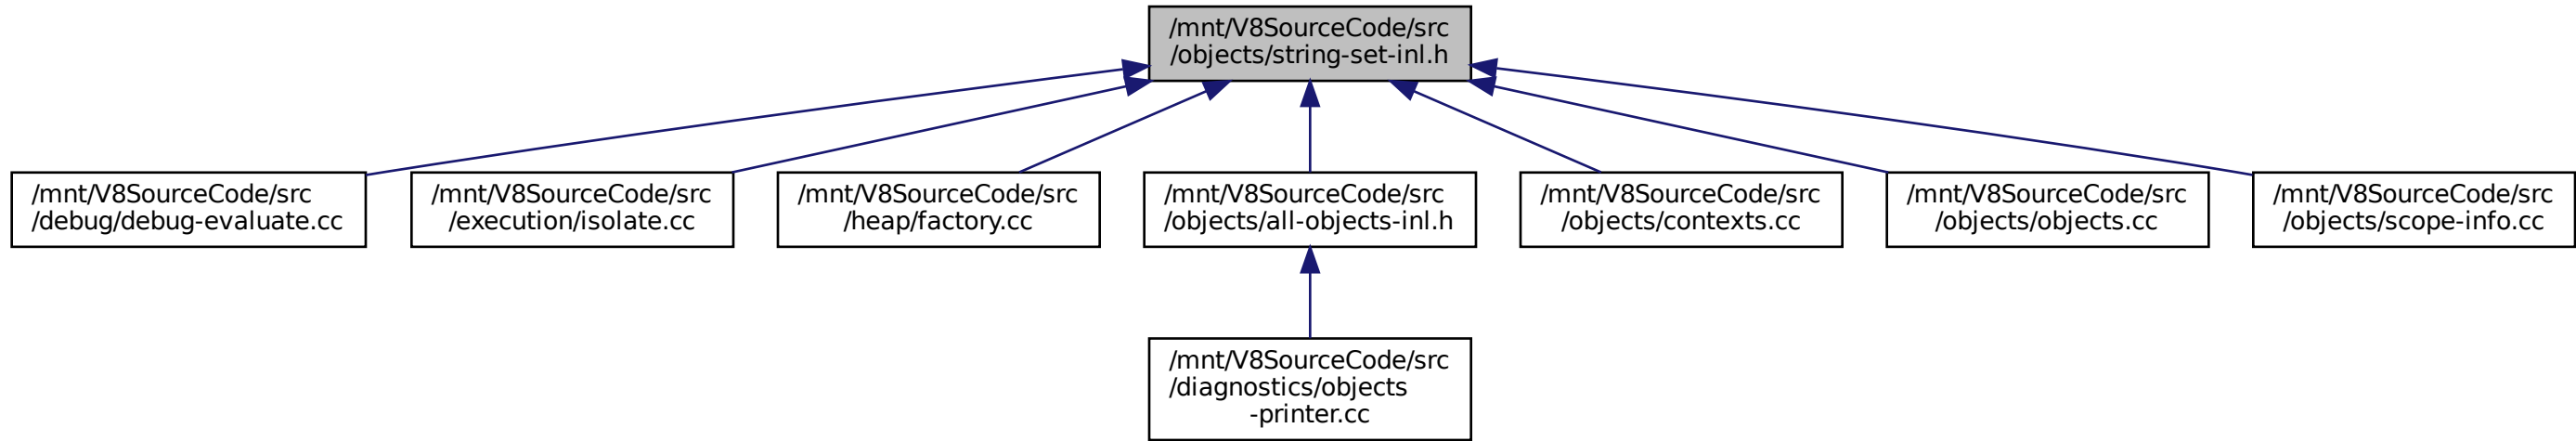 /mnt/V8SourceCode/src
/objects/string-set-inl.h
/mnt/V8SourceCode/src
/debug/debug-evaluate.cc
/mnt/V8SourceCode/src
/execution/isolate.cc
/mnt/V8SourceCode/src
/heap/factory.cc
/mnt/V8SourceCode/src
/objects/all-objects-inl.h
/mnt/V8SourceCode/src
/objects/contexts.cc
/mnt/V8SourceCode/src
/objects/objects.cc
/mnt/V8SourceCode/src
/objects/scope-info.cc
/mnt/V8SourceCode/src
/diagnostics/objects
-printer.cc